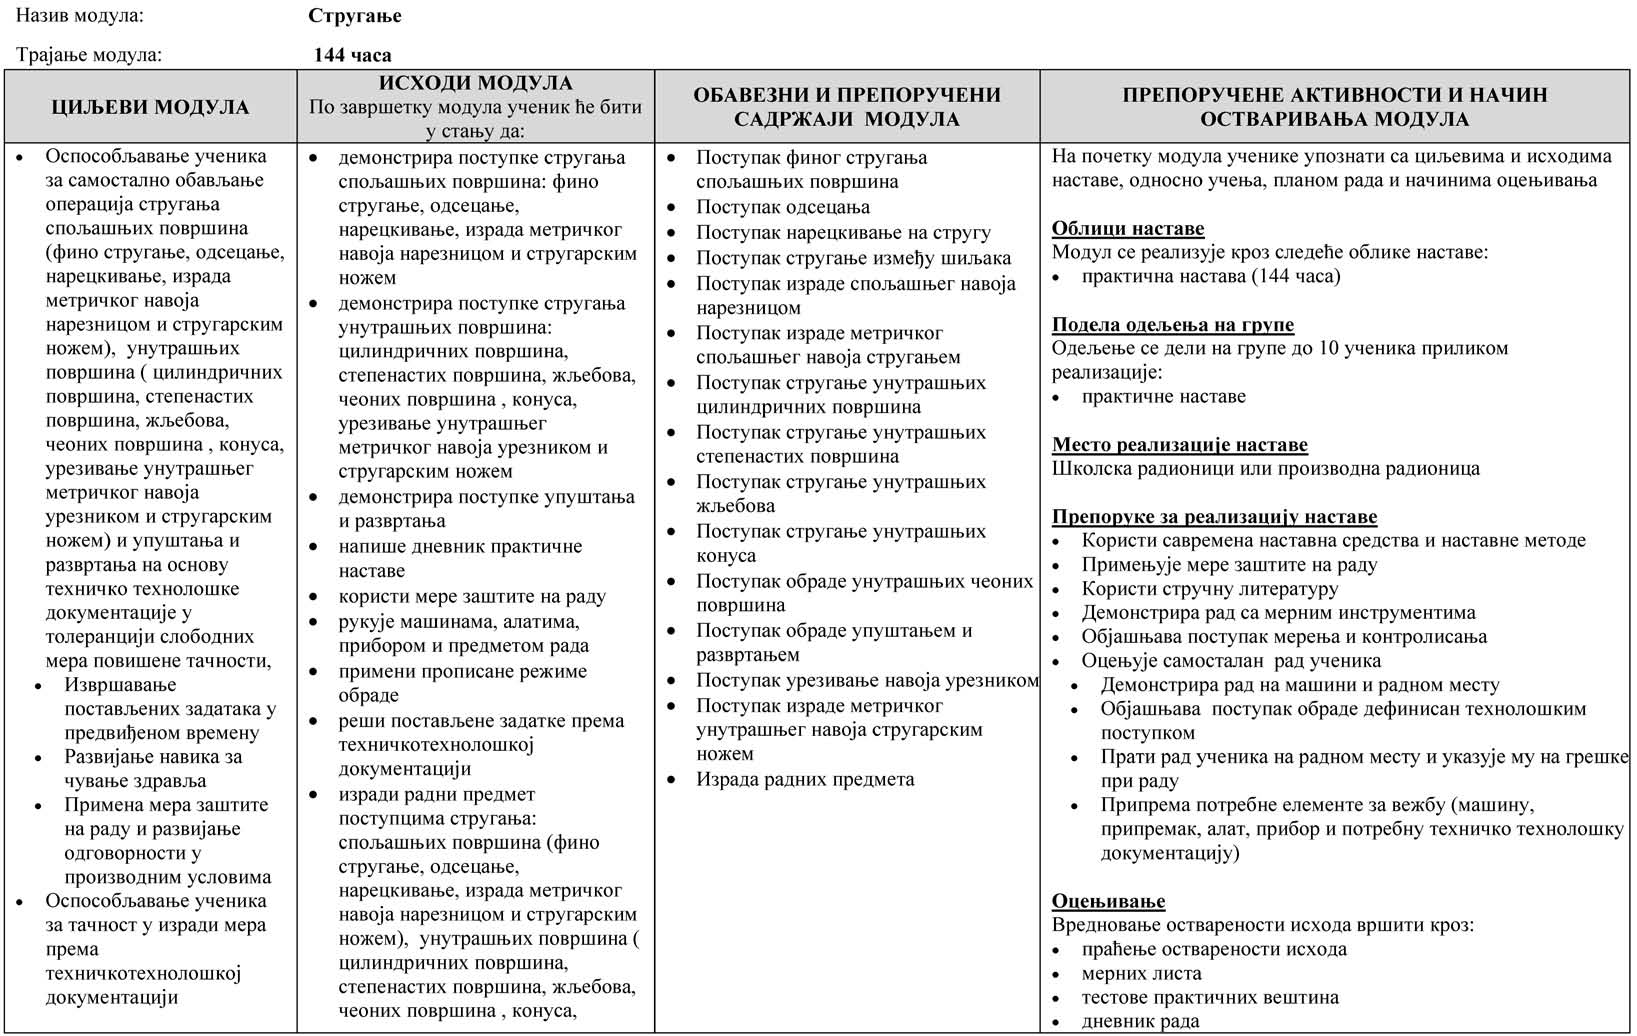 Назив модула: Стругање
Трајање модула: 144 часа
ЦИЉЕВИ МОДУЛА
ИСХОДИ МОДУЛА
По завршетку модула ученик ће бити
у стању да:
ОБАВЕЗНИ И ПРЕПОРУЧЕНИ
САДРЖАЈИ МОДУЛА
ПРЕПОРУЧЕНЕ АКТИВНОСТИ И НАЧИН
ОСТВАРИВАЊА МОДУЛА
• Оспособљавање ученика
за самостално обављање
операција стругања
спољашњих површина
(фино стругање, одсецање,
нарецкивање, израда
метричког навоја
нарезницом и стругарским
ножем), унутрашњих
површина ( цилиндричних
површина, степенастих
површина, жљебова,
чеоних површина , конуса,
урезивање унутрашњег
метричког навоја
урезником и стругарским
ножем) и упуштања и
развртања на основу
техничко технолошке
документације у
толеранцији слободних
мера повишене тачности,
• Извршавање
постављених задатака у
предвиђеном времену
• Развијање навика за
чување здравља
• Примена мера заштите
на раду и развијање
одговорности у
производним условима
• Оспособљавање ученика
за тачност у изради мера
према
техничкотехнолошкој
документацији
• демонстрира поступке стругања
спољашњих површина: фино
стругање, одсецање,
нарецкивање, израда метричког
навоја нарезницом и стругарским
ножем
• демонстрира поступке стругања
унутрашњих површина:
цилиндричних површина,
степенастих површина, жљебова,
чеоних површина , конуса,
урезивање унутрашњег
метричког навоја урезником и
стругарским ножем
• демонстрира поступке упуштања
и развртања
• напише дневник практичне
наставе
• користи мере заштите на раду
• рукује машинама, алатима,
прибором и предметом рада
• примени прописане режиме
обраде
• реши постављене задатке према
техничкотехнолошкој
документацији
• изради радни предмет
поступцима стругања:
спољашњих површина (фино
стругање, одсецање,
нарецкивање, израда метричког
навоја нарезницом и стругарским
ножем), унутрашњих површина (
цилиндричних површина,
степенастих површина, жљебова,
чеоних површина , конуса,
• Поступак финог стругања
спољашњих површина
• Поступак одсецања
• Поступак нарецкивање на стругу
• Поступак стругање између шиљака
• Поступак израде спољашњег навоја
нарезницом
• Поступак израде метричког
спољашњег навоја стругањем
• Поступак стругање унутрашњих
цилиндричних површина
• Поступак стругање унутрашњих
степенастих површина
• Поступак стругање унутрашњих
жљебова
• Поступак стругање унутрашњих
конуса
• Поступак обраде унутрашњих чеоних
површина
• Поступак обраде упуштањем и
развртањем
• Поступак урезивање навоја урезником
• Поступак израде метричког
унутрашњег навоја стругарским
ножем
• Израда радних предмета
На почетку модула ученике упознати са циљевима и исходима
наставе, односно учења, планом рада и начинима оцењивања
Облици наставе
Модул се реализује кроз следеће облике наставе:
• практична настава (144 часа)
Подела одељења на групе
Одељење се дели на групе до 10 ученика приликом
реализације:
• практичне наставе
Место реализације наставе
Школска радионици или производна радионица
Препоруке за реализацију наставе
• Користи савремена наставна средства и наставне методе
• Примењује мере заштите на раду
• Користи стручну литературу
• Демонстрира рад са мерним инструментима
• Објашњава поступак мерења и контролисања
• Оцењује самосталан рад ученика
• Демонстрира рад на машини и радном месту
• Објашњава поступак обраде дефинисан технолошким
поступком
• Прати рад ученика на радном месту и указује му на грешке
при раду
• Припрема потребне елементе за вежбу (машину,
припремак, алат, прибор и потребну техничко технолошку
документацију)
Оцењивање
Вредновање остварености исхода вршити кроз:
• праћење остварености исхода
• мерних листа
• тестове практичних вештина
• дневник рада